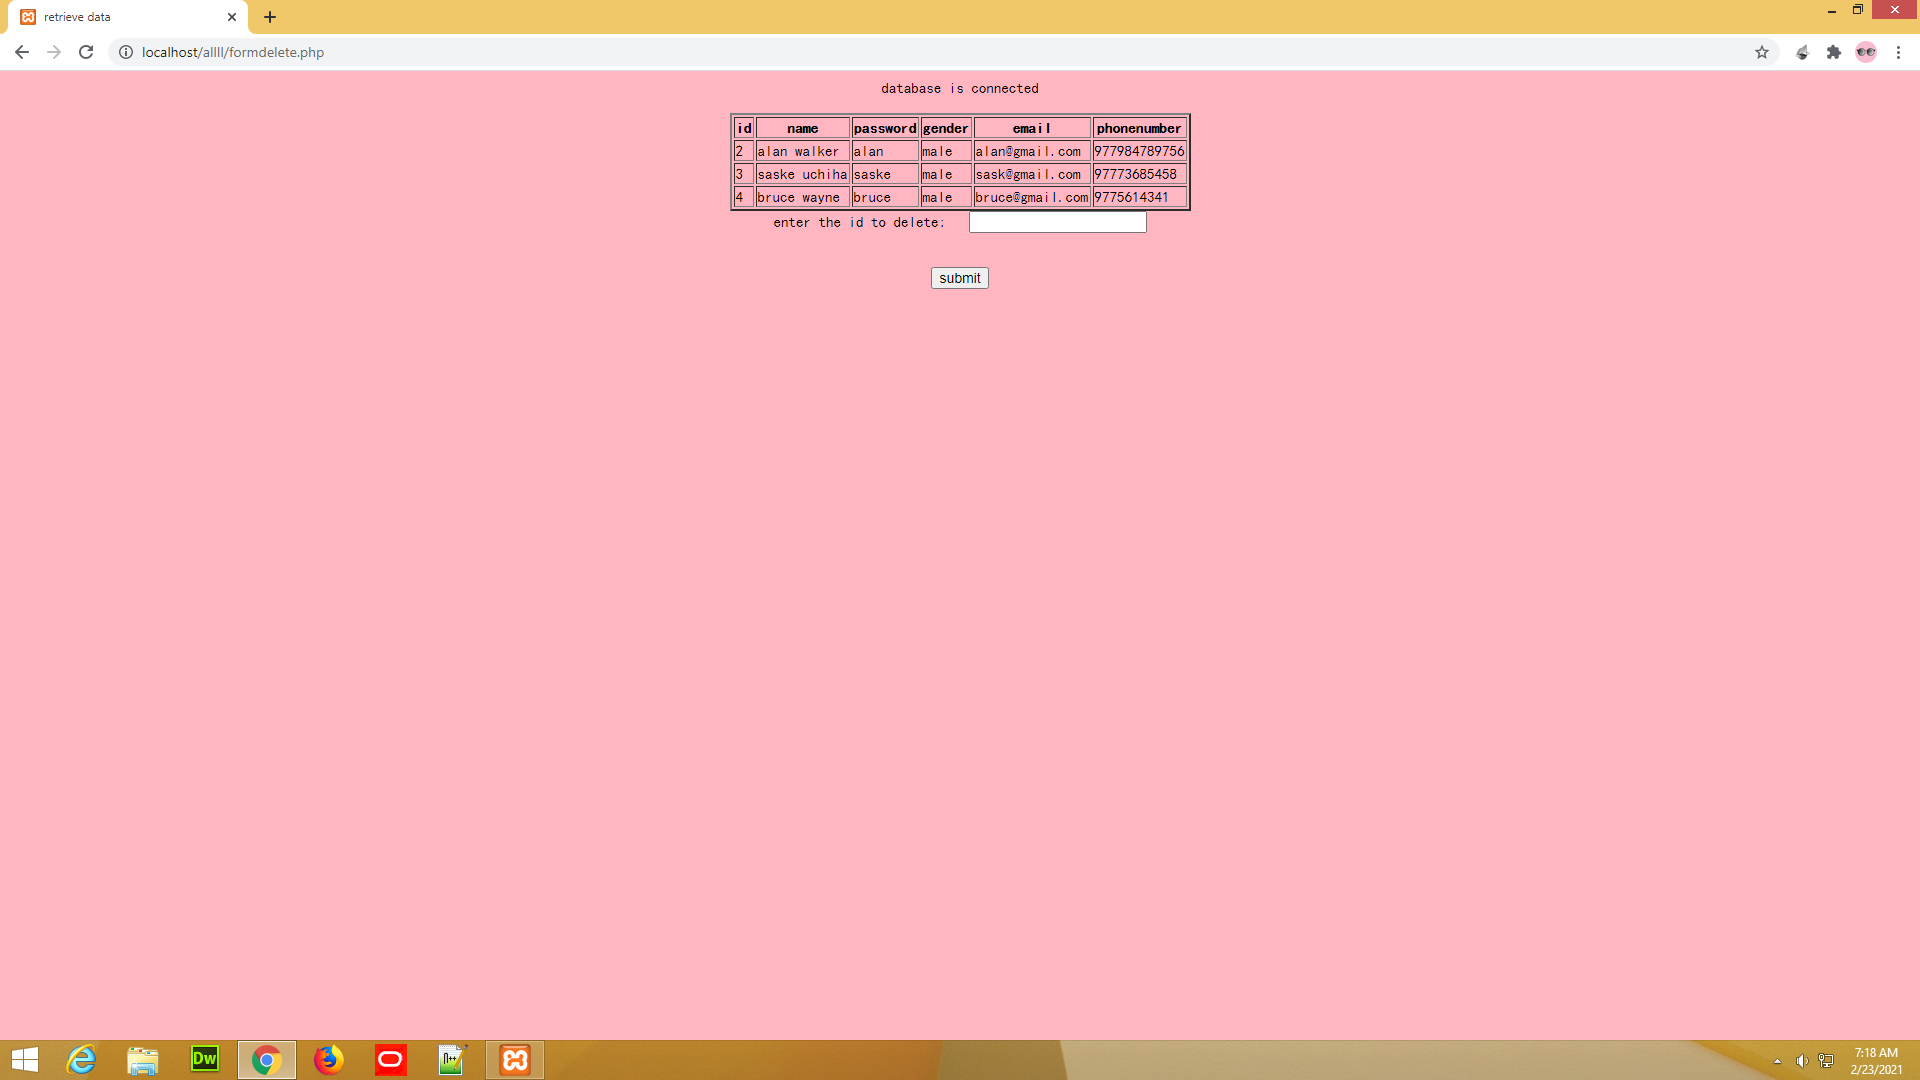 retrieve data
localhost/allll/formdelete.php
database is connected
id name password gender email phonenumber
2 alan walker alan male alan@gmail.com 977984789756
3 saske uchiha saske male sask@gmail.com 97773685458
4 bruce wayne bruce male bruce@gmail.com 9775614341
enter the id to delete:
submit
Dw
7:18 AM
2/23/2021